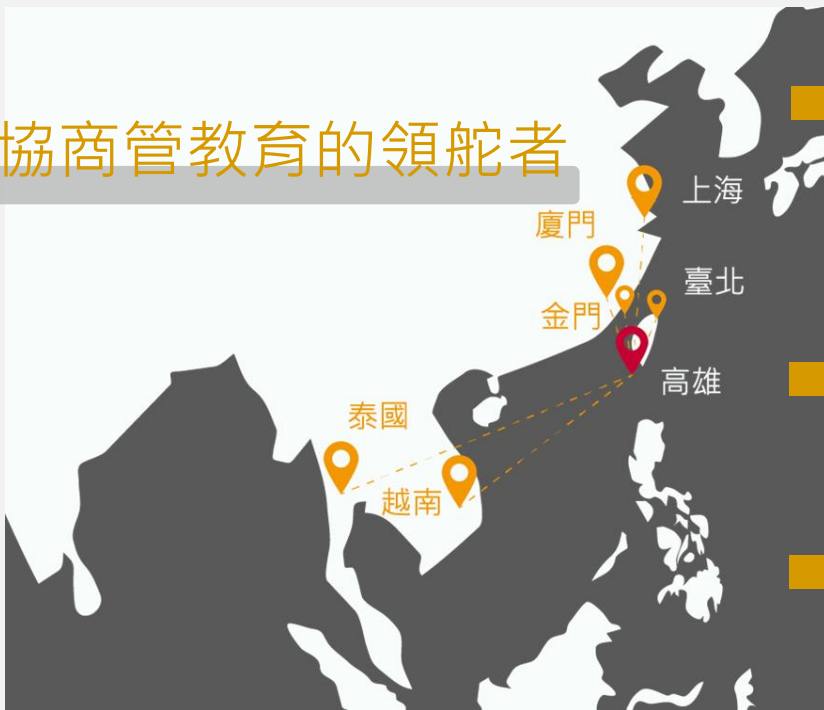 協商管教育的領舵者
上海
廈門
臺北
金門
高雄
泰國
越南